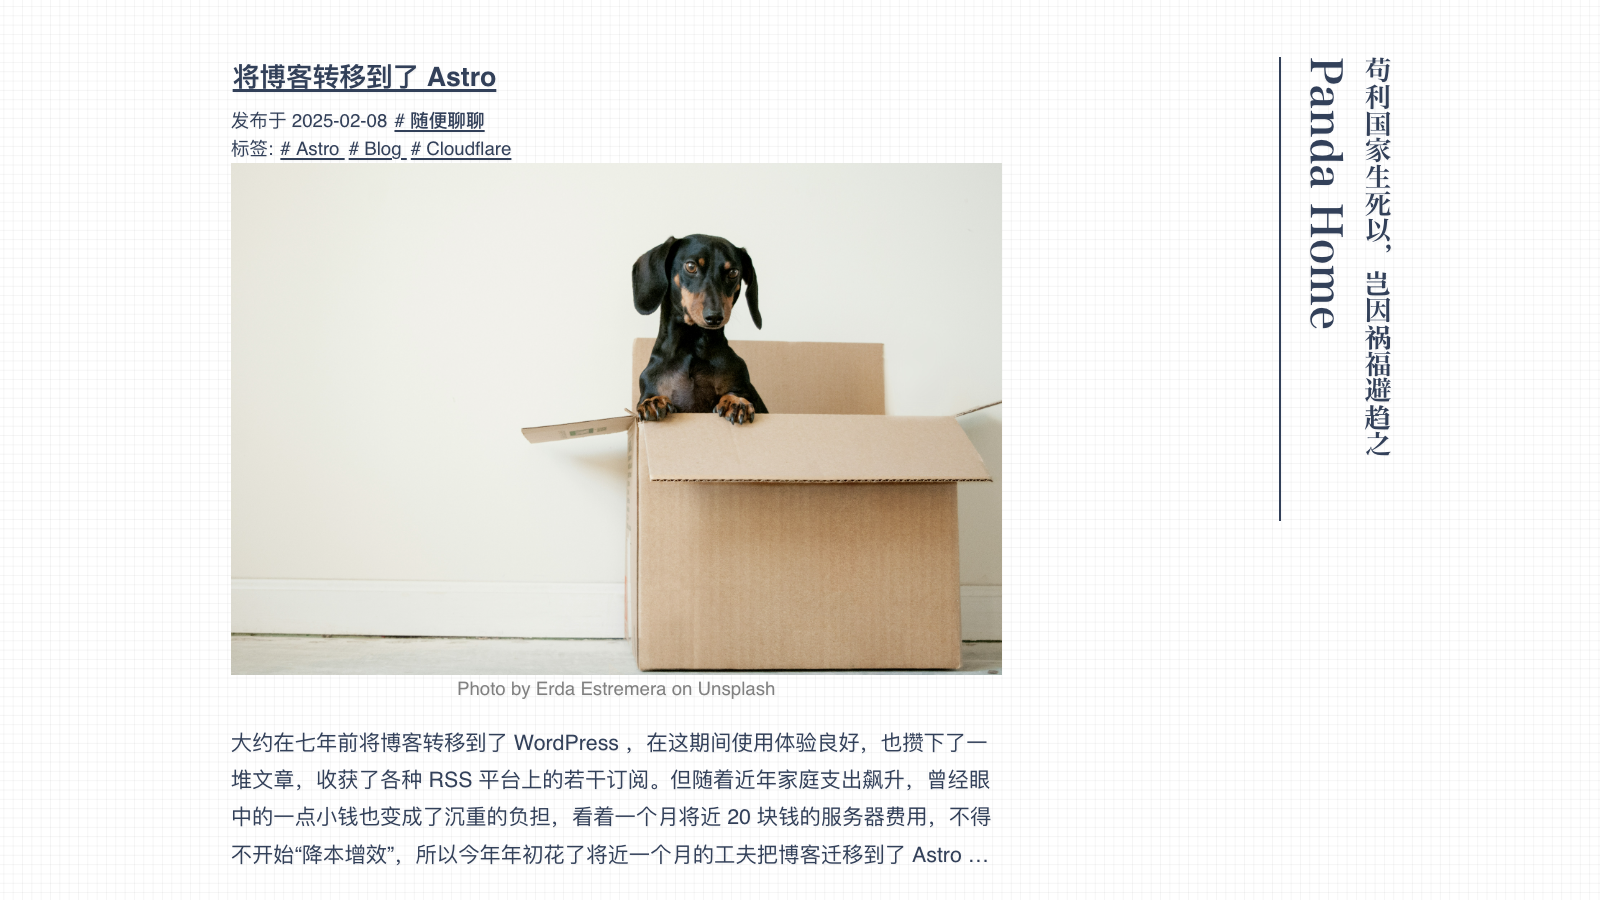 将博客转移到了 Astro
发布于 2025-02-08 # 随便聊聊
标签: # Astro # Blog # Cloudflare
Photo by Erda Estremera on Unsplash
大约在七年前将博客转移到了 WordPress ，在这期间使用体验良好，也攒下了一
堆文章，收获了各种 RSS 平台上的若干订阅。但随着近年家庭支出飙升，曾经眼
中的一点小钱也变成了沉重的负担，看着一个月将近 20 块钱的服务器费用，不得
不开始“降本增效”，所以今年年初花了将近一个月的工夫把博客迁移到了 Astro …
苟利国家生死以，岂因祸福避趋之
Panda Home